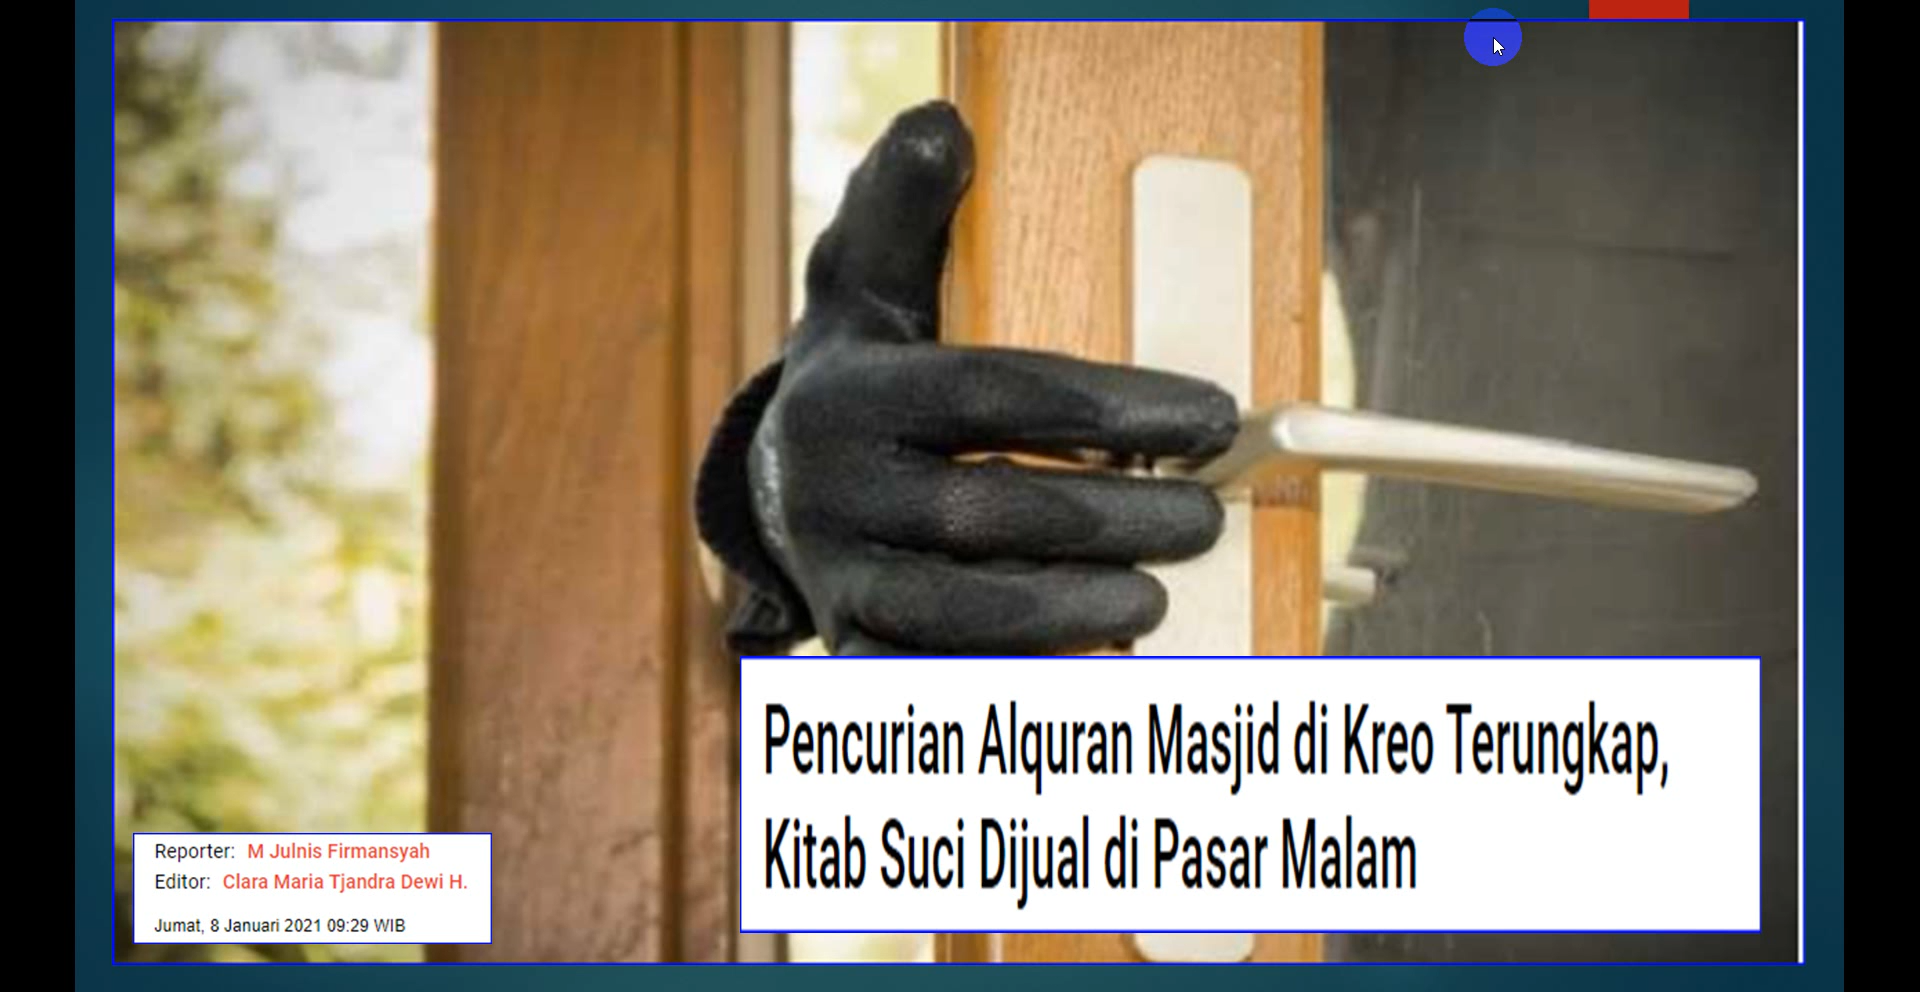 Pencurian Alquran Masjid di Kreo Terungkap,
Kitab Suci Dijual di Pasar Malam
Reporter: M Julnis Firmansyah
Editor: Clara Maria Tjandra Dewi H.
Jumat, 8 Januari 2021 09:29 WIB